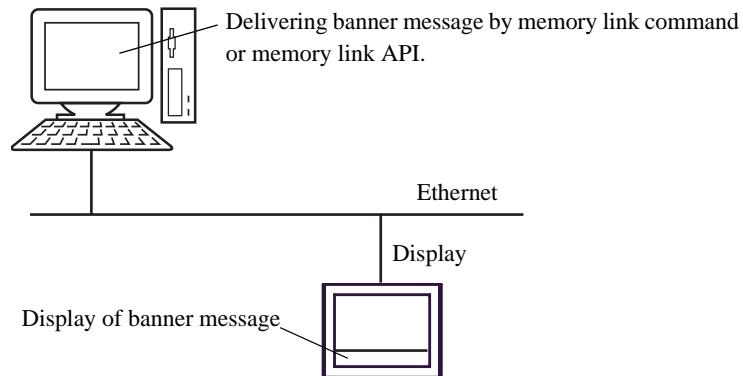 Delivering banner message by memory link command
or memory link API.
Ethernet
Display
Display of banner message